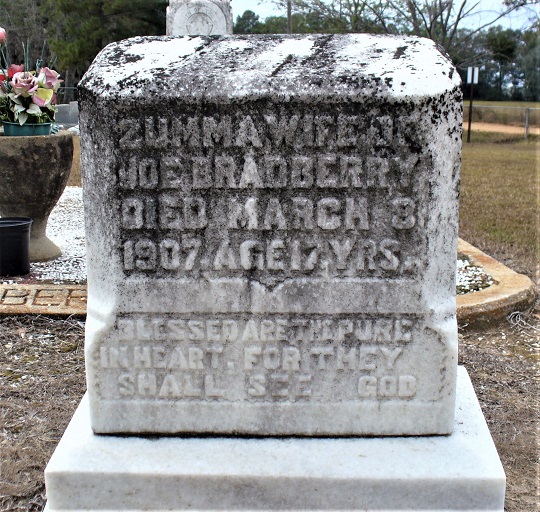 ZUMMA WIFE OF
JOE BRADBERRY
DIED MARCH 8
1907. AGE 17. YRS.
BLESSED ARE THE PURE
IN HEART. FOR THEY
SHALL SEE GOD
BER